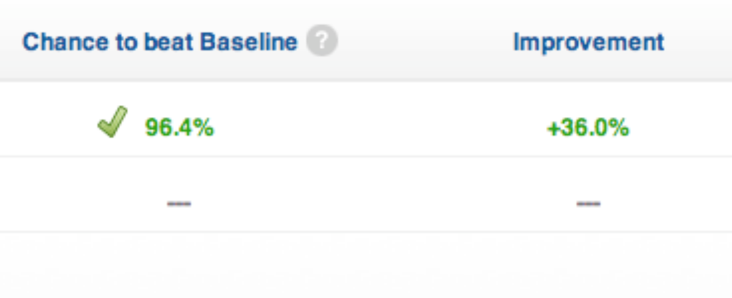 Chance to beat Baseline ? Improvement
96.4% +36.0%
— —